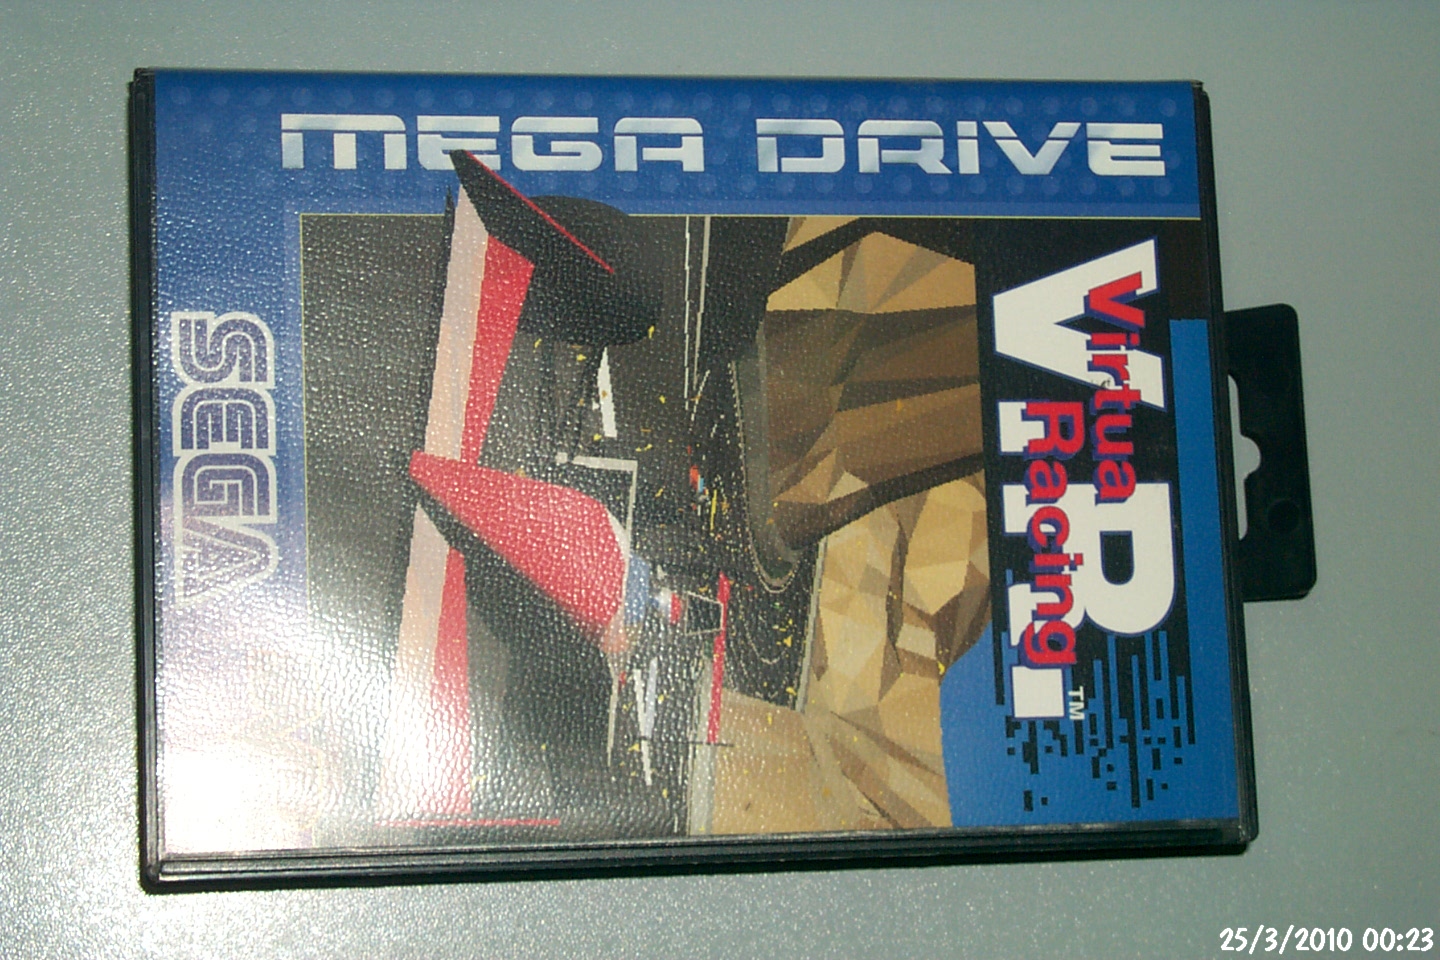 MEGA DRIVE
VR
Virtua
Racing
TM
SEGA
25/3/2010 00:23